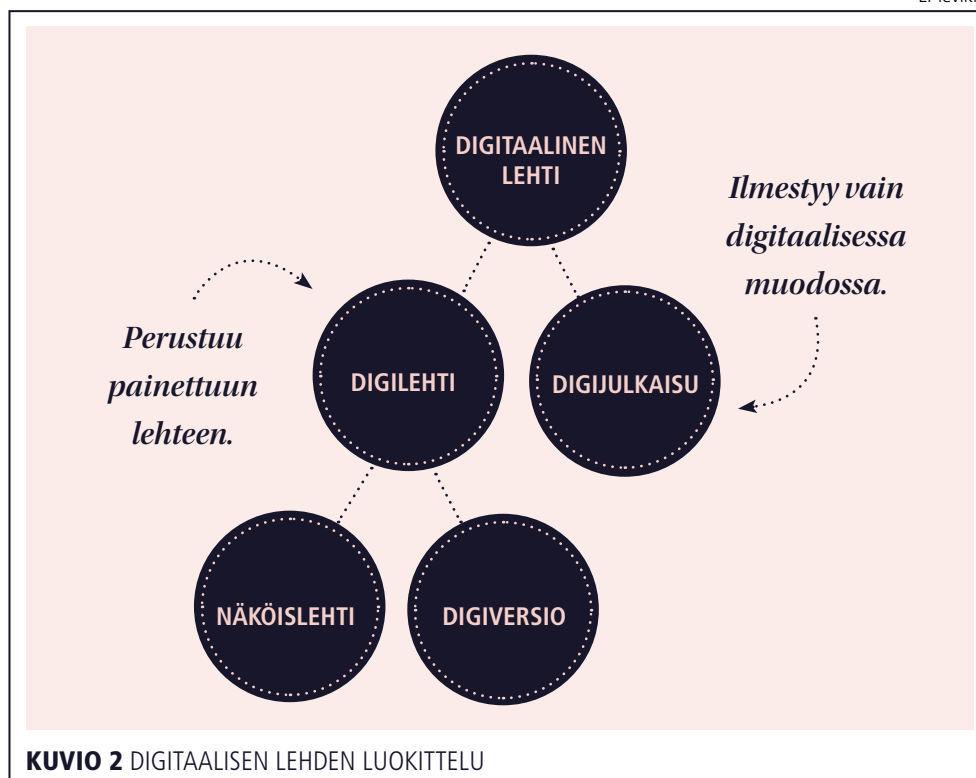 DIGITAALINEN
LEHTI
Ilmestyy vain
digitaalisessa
muodossa.
Perustuu
painettuun
lehteen.
DIGILEHTI
DIGIJULKAISU
NÄKÖISLEHTI
DIGIVERSIO
KUVIO 2 DIGITAALISEN LEHDEN LUOKITTELU